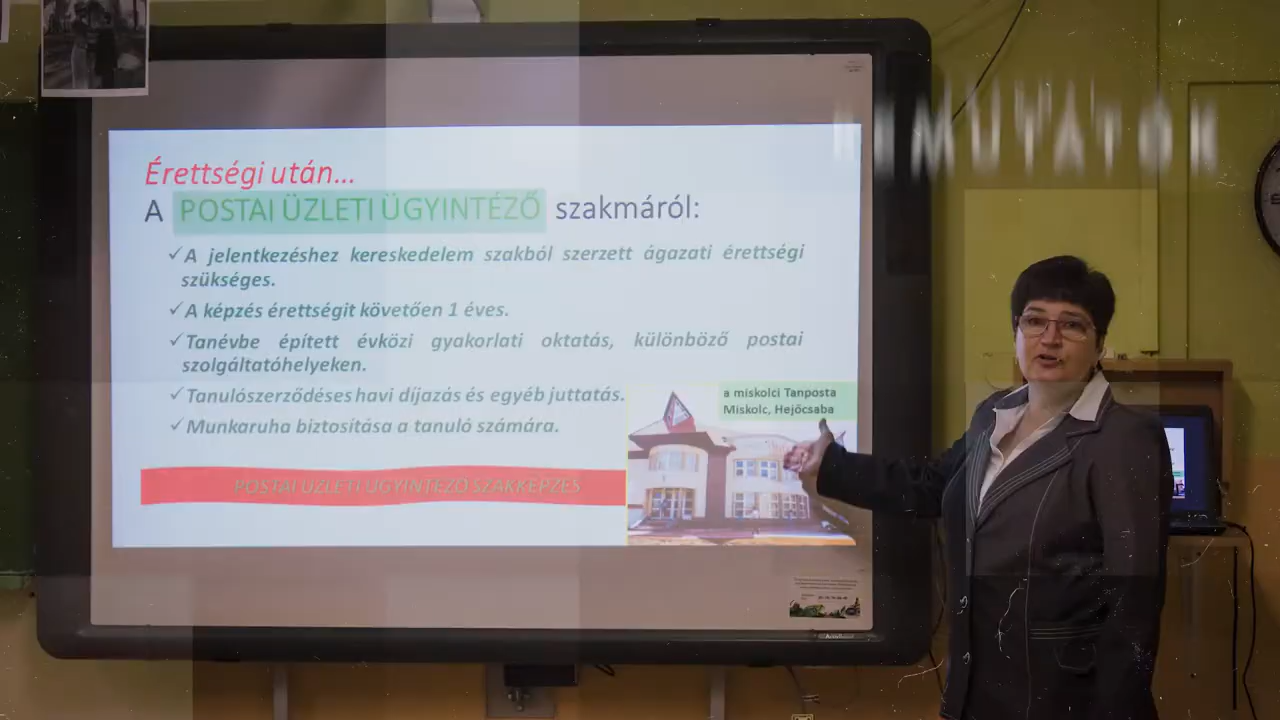 Érettségi után...
A POSTAI ÜZLETI ÜGYINTÉZŐ szakmáról:
✓A jelentkezéshez kereskedelem szakból szerzett ágazati érettségi
szükséges.
✓A képzés érettségit követően 1 éves.
✓Tanévbe épített évközi gyakorlati oktatás, különböző postai
szolgáltatóhelyeken.
✓Tanulószerződéses havi díjazás és egyéb juttatás.
✓Munkaruha biztosítása a tanuló számára.
a miskolci Tanposta
Miskolc, Hejőcsaba
POSTAI ÜZLETI ÜGYINTÉZŐ SZAKKÉPZÉS